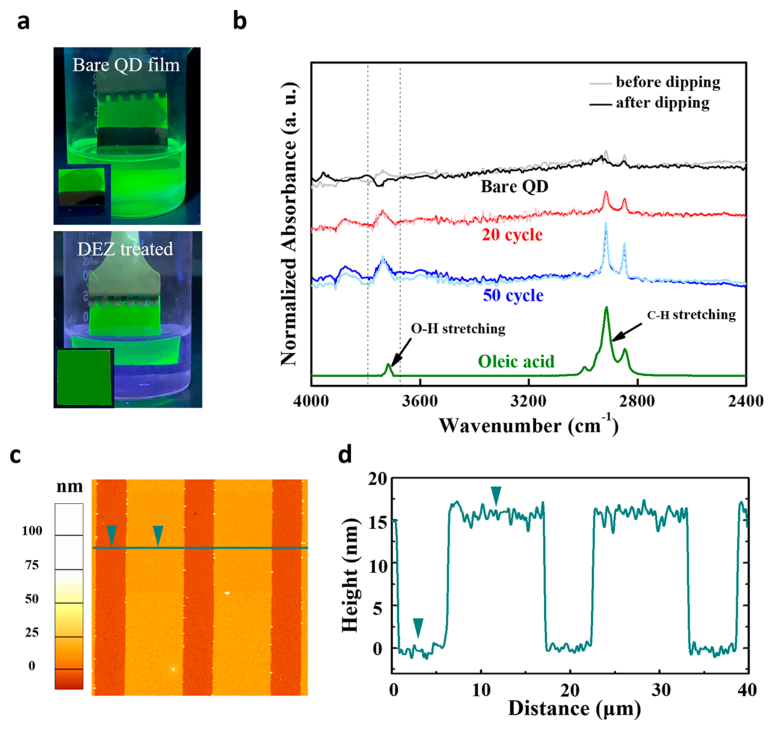 a
Bare QD film
DEZ treated
b
Normalized Absorbance (a. u.)
before dipping
after dipping
Bare QD
20 cycle
50 cycle
O-H stretching
C-H stretching
Oleic acid
4000 3600 3200 2800 2400
Wavenumber (cm⁻¹)
c
nm
100
75
50
25
0
d
Height (nm)
20
15
10
5
0
0 10 20 30 40
Distance (μm)